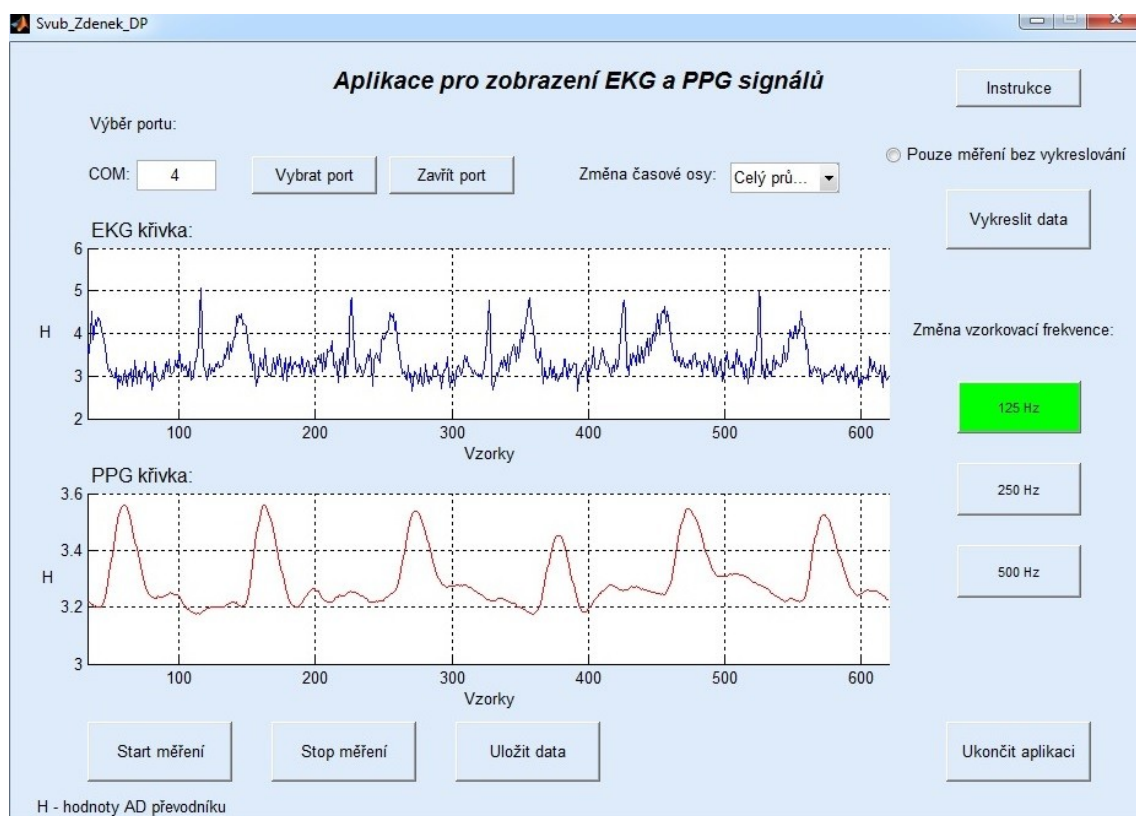 Svub_Zdenek_DP
Aplikace pro zobrazení EKG a PPG signálů
Instrukce
Výběr portu:
Pouze měření bez vykreslování
COM:
4
Vybrat port
Zavřít port
Změna časové osy:
Celý prů...
Vykreslit data
EKG křivka:
6
5
4
3
2
H
100
200
300
400
500
600
Vzorky
Změna vzorkovací frekvence:
125 Hz
250 Hz
500 Hz
PPG křivka:
3.6
3.4
3.2
3
H
100
200
300
400
500
600
Vzorky
Start měření
Stop měření
Uložit data
Ukončit aplikaci
H - hodnoty AD převodníku